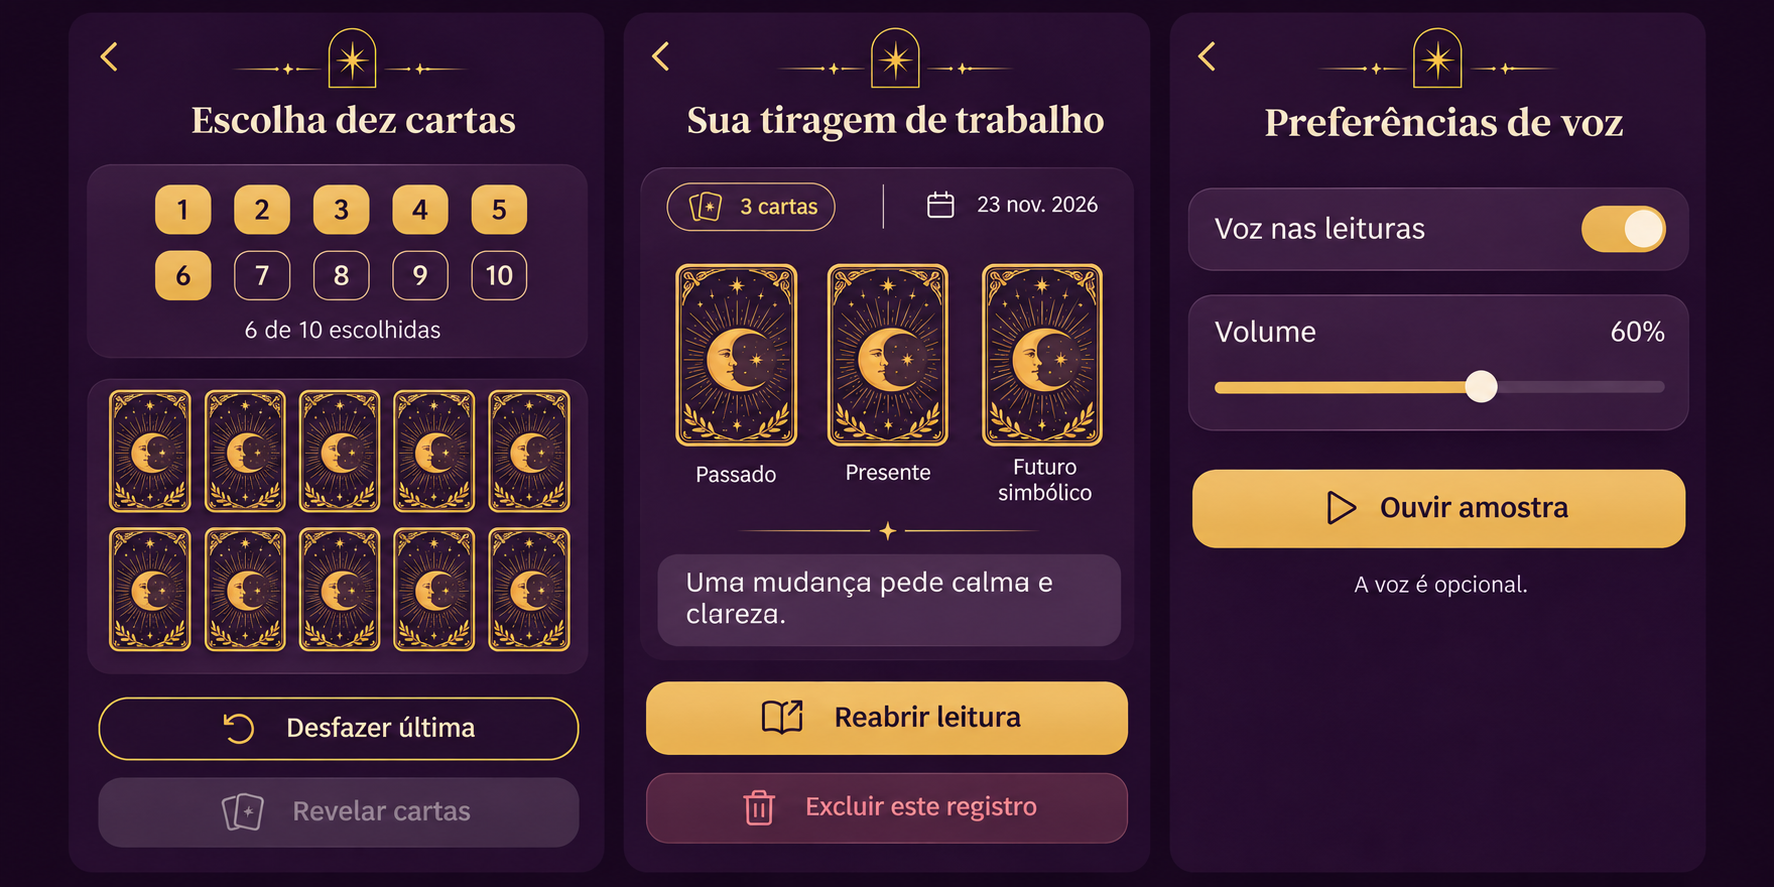 Escolha dez cartas
1 2 3 4 5
6 7 8 9 10
6 de 10 escolhidas
Desfazer última
Revelar cartas
Sua tiragem de trabalho
3 cartas
23 nov. 2026
Passado
Presente
Futuro
simbólico
Uma mudança pede calma e
clareza.
Reabrir leitura
Excluir este registro
Preferências de voz
Voz nas leituras
Volume 60%
Ouvir amostra
A voz é opcional.